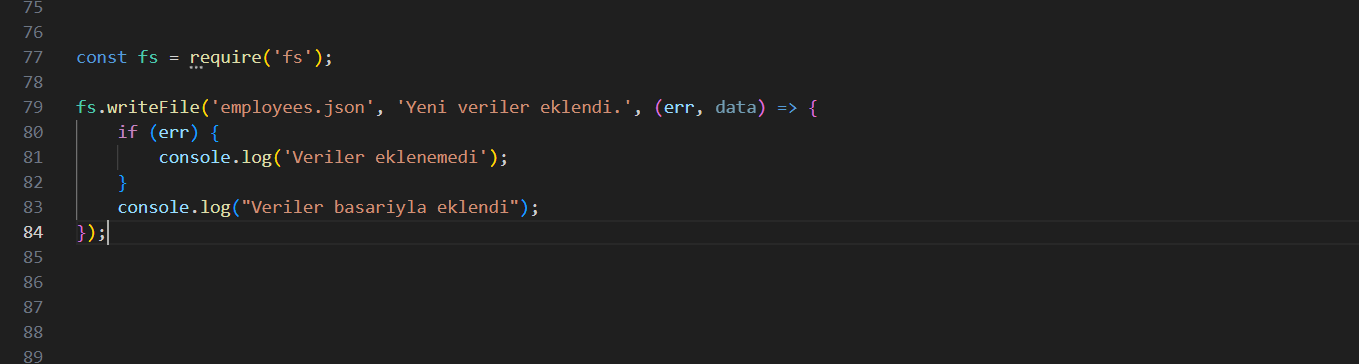 75
76
77 const fs = require('fs');
78
79 fs.writeFile('employees.json', 'Yeni veriler eklendi.', (err, data) => {
80 if (err) {
81 console.log('Veriler eklenemedi');
82 }
83 console.log("Veriler basariyla eklendi");
84 });
85
86
87
88
89